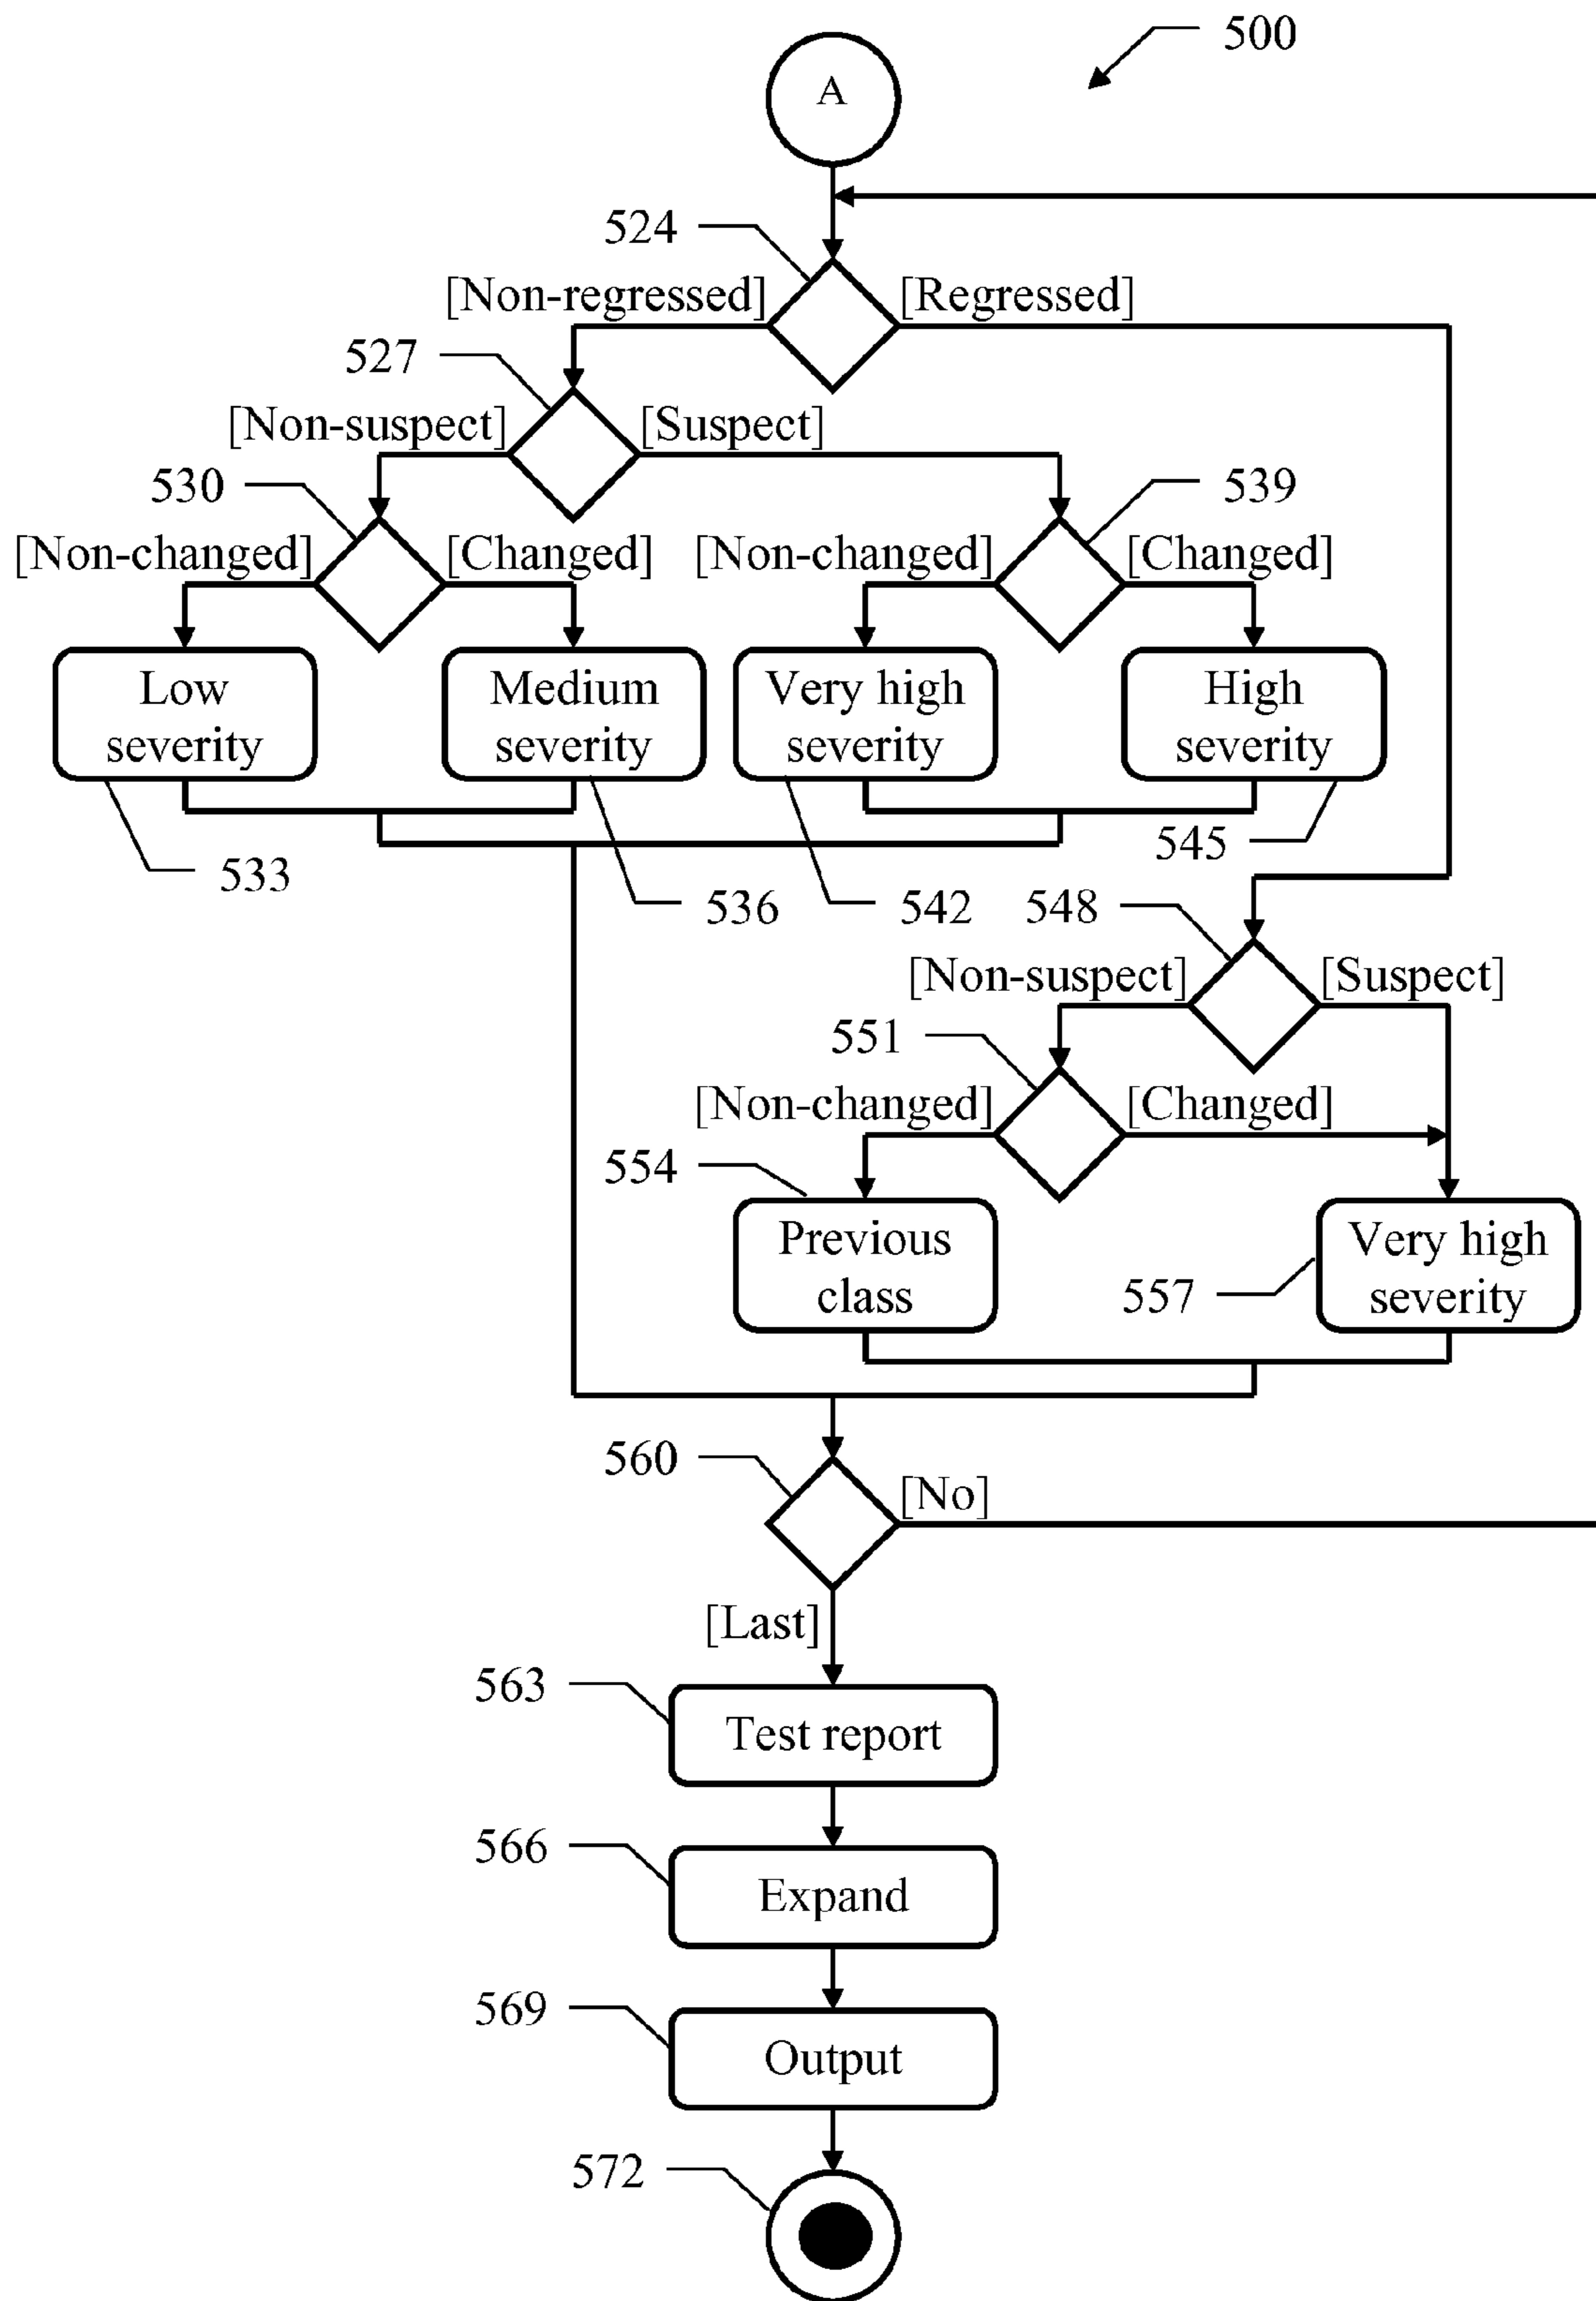 500
A
524
[Non-regressed]
[Regressed]
527
[Non-suspect]
[Suspect]
530
539
[Non-changed]
[Changed]
[Non-changed]
[Changed]
Low
severity
Medium
severity
Very high
severity
High
severity
533
536
542
545
548
[Non-suspect]
[Suspect]
551
[Non-changed]
[Changed]
554
Previous
class
Very high
severity
557
560
[No]
[Last]
563
Test report
566
Expand
569
Output
572